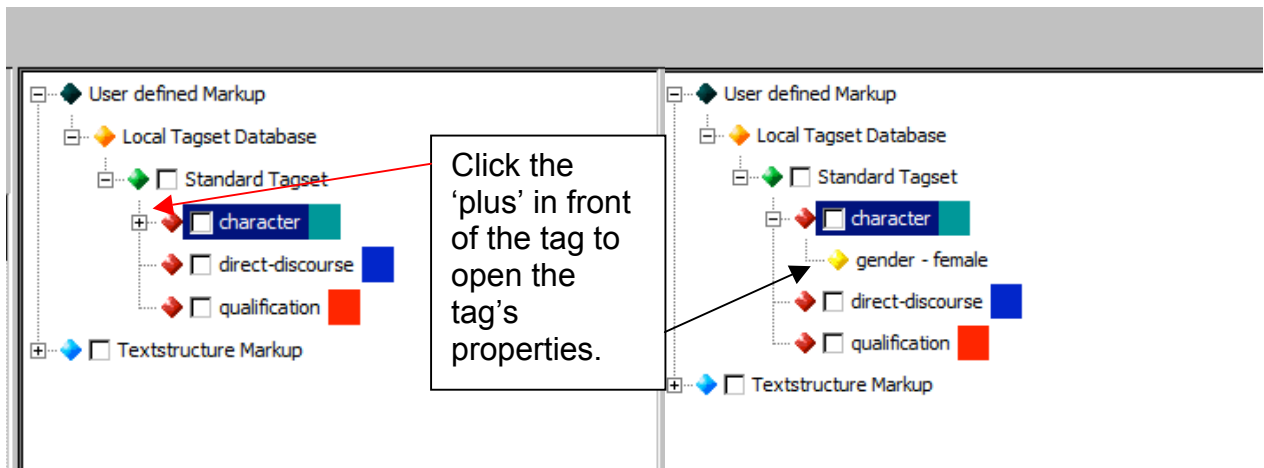 User defined Markup
Local Tagset Database
Standard Tagset
character
direct-discourse
qualification
Textstructure Markup
Click the
‘plus’ in front
of the tag to
open the
tag’s
properties.
User defined Markup
Local Tagset Database
Standard Tagset
character
gender - female
direct-discourse
qualification
Textstructure Markup